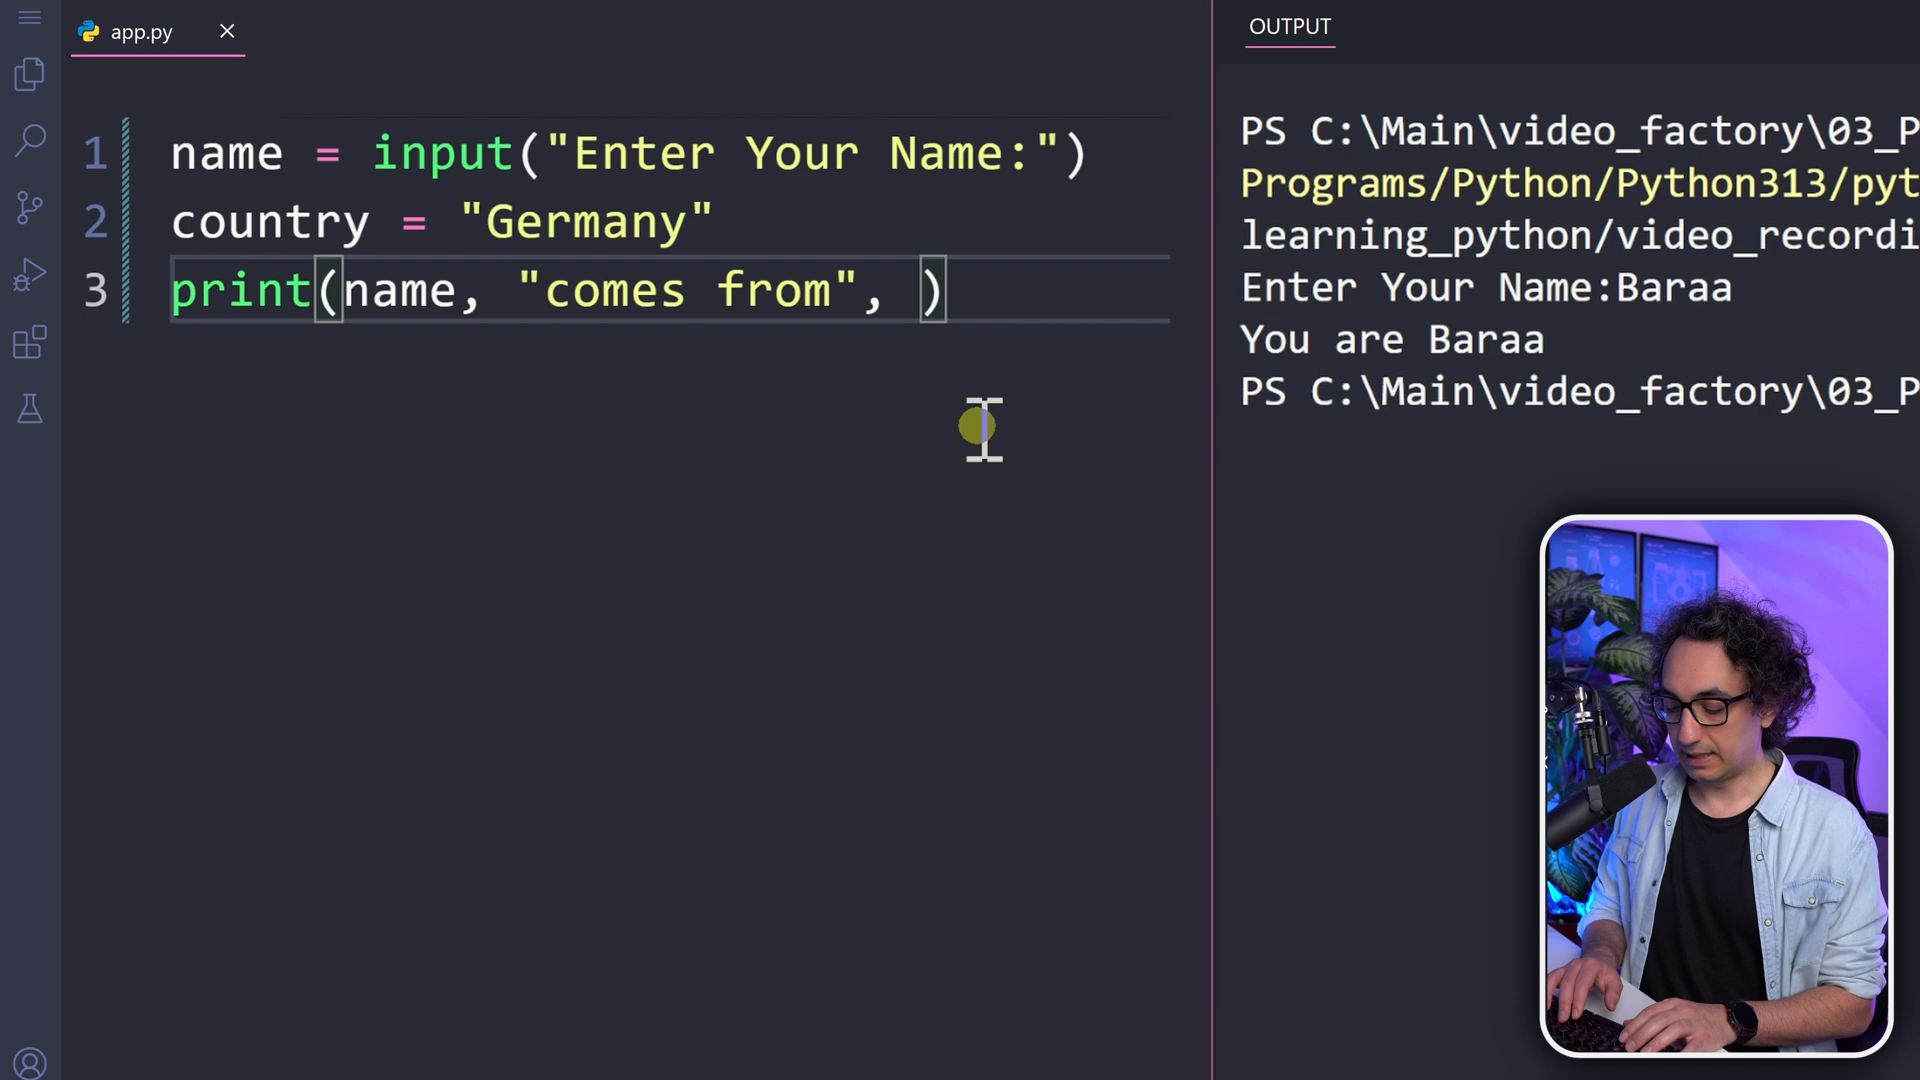 app.py
OUTPUT
1 name = input("Enter Your Name:")
2 country = "Germany"
3 print(name, "comes from", )
PS C:\Main\video_factory\03_P
Programs/Python/Python313/pyt
learning_python/video_recordi
Enter Your Name:Baraa
You are Baraa
PS C:\Main\video_factory\03_P